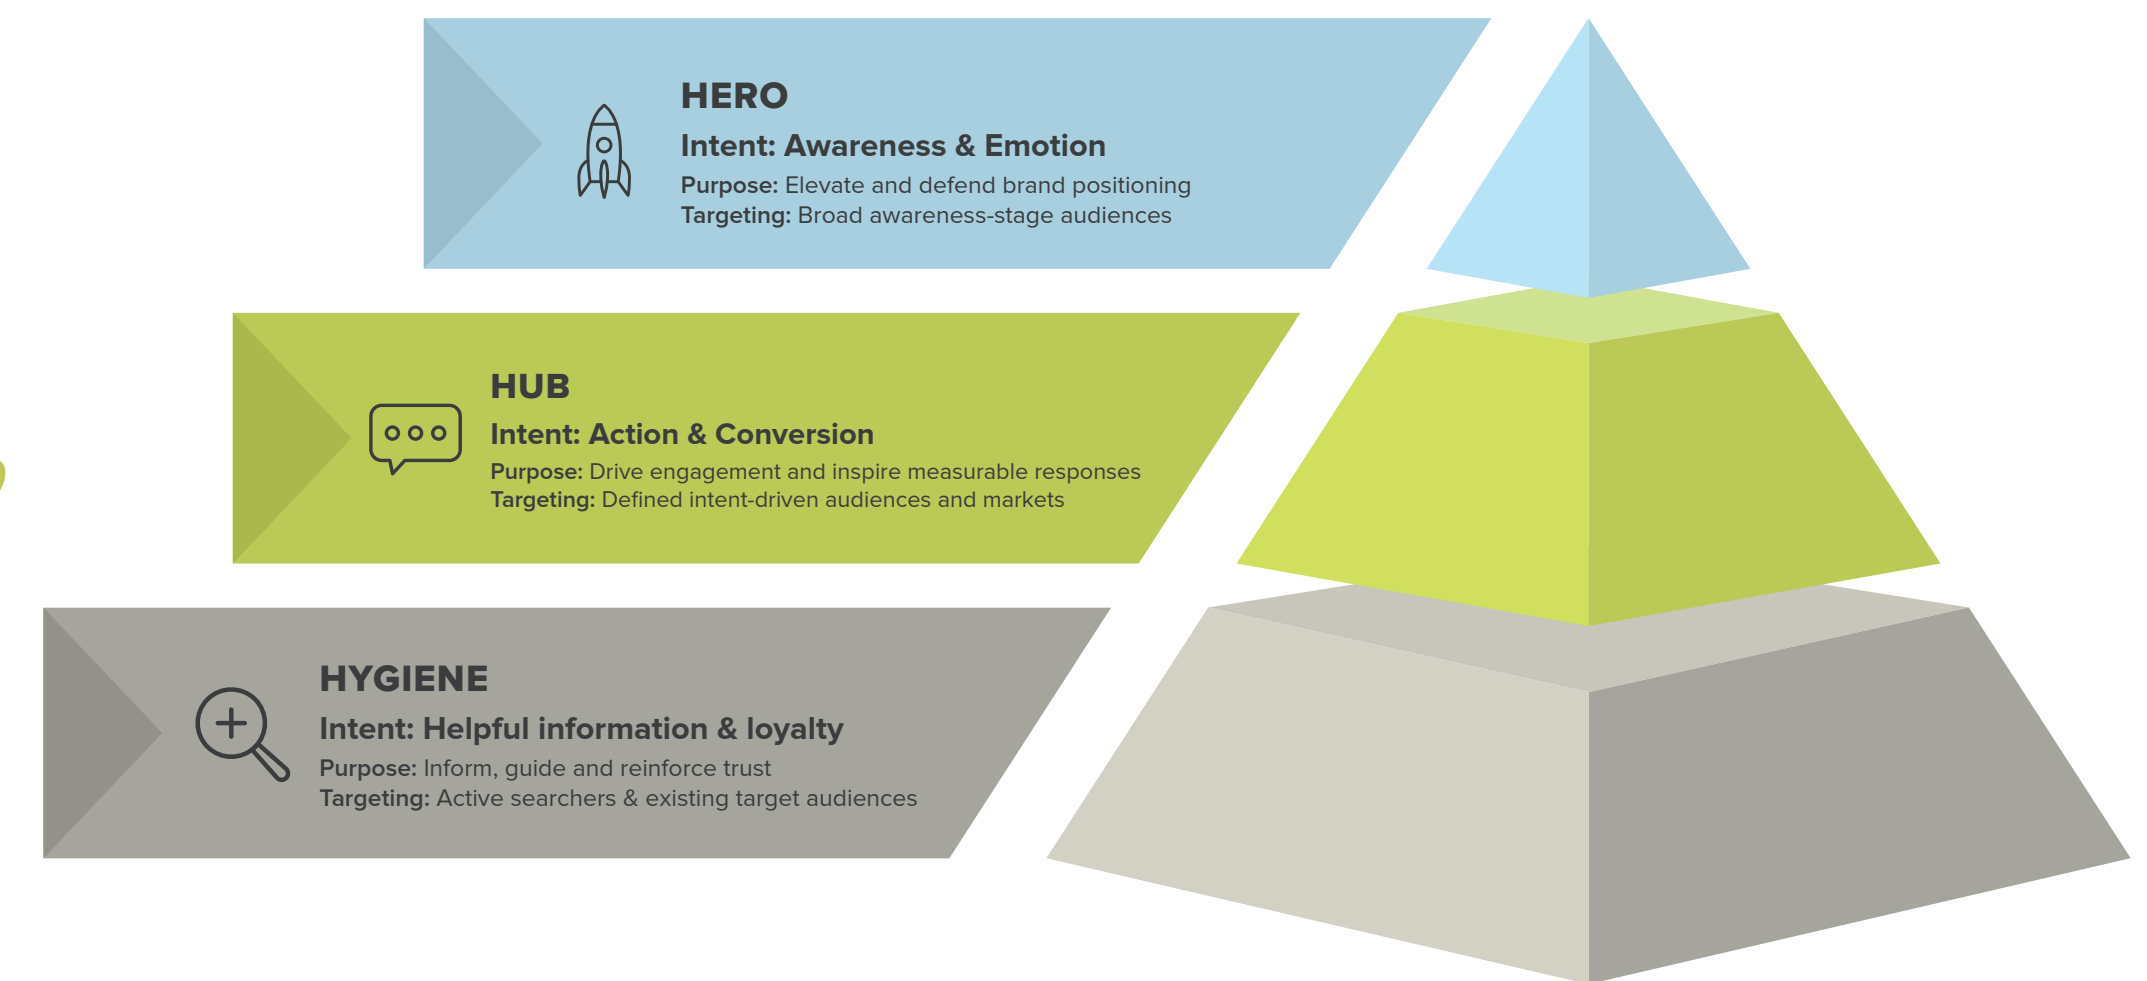 HERO
Intent: Awareness & Emotion
Purpose: Elevate and defend brand positioning
Targeting: Broad awareness-stage audiences
HUB
Intent: Action & Conversion
Purpose: Drive engagement and inspire measurable responses
Targeting: Defined intent-driven audiences and markets
HYGIENE
Intent: Helpful information & loyalty
Purpose: Inform, guide and reinforce trust
Targeting: Active searchers & existing target audiences